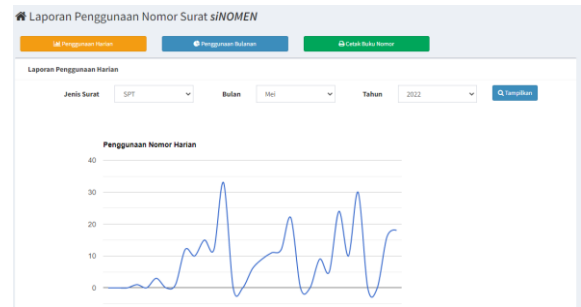 Laporan Penggunaan Nomor Surat siNOMEN
Penggunaan Harian Penggunaan Bulanan Cetak Buku Nomor
Laporan Penggunaan Harian
Jenis Surat SPT Bulan Mei Tahun 2022 Tampilkan
Penggunaan Nomor Harian
40
30
20
10
0